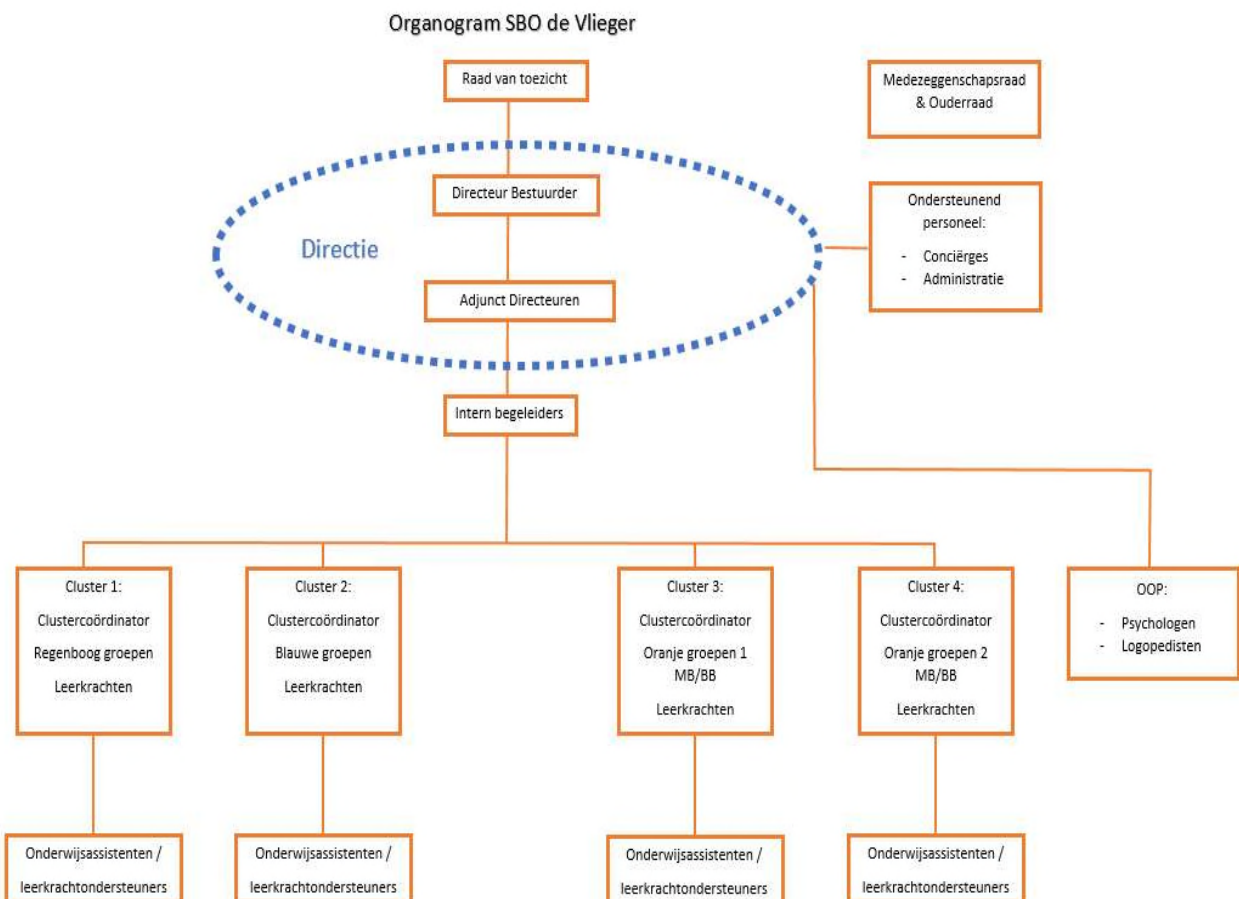 Organogram SBO de Vlieger
Raad van toezicht
Medezeggenschapsraad
& Ouderraad
Directeur Bestuurder
Ondersteunend
personeel:
- Conciërges
- Administratie
Directie
Adjunct Directeuren
Intern begeleiders
Cluster 1:
Clustercoördinator
Regenboog groepen
Leerkrachten
Cluster 2:
Clustercoördinator
Blauwe groepen
Leerkrachten
Cluster 3:
Clustercoördinator
Oranje groepen 1
MB/BB
Leerkrachten
Cluster 4:
Clustercoördinator
Oranje groepen 2
MB/BB
Leerkrachten
OOP:
- Psychologen
- Logopedisten
Onderwijsassistenten /
leerkrachtondersteuners
Onderwijsassistenten /
leerkrachtondersteuners
Onderwijsassistenten /
leerkrachtondersteuners
Onderwijsassistenten /
leerkrachtondersteuners